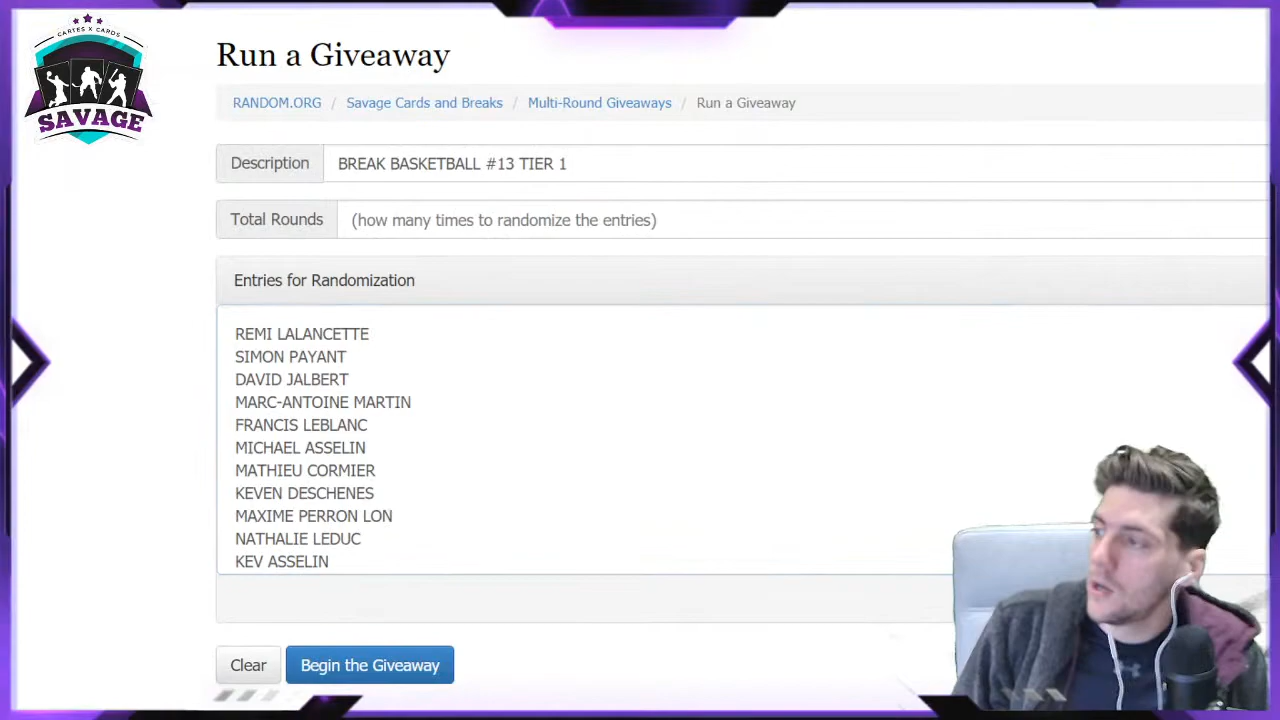 CARTES X CARDS
SAVAGE
Run a Giveaway
RANDOM.ORG / Savage Cards and Breaks / Multi-Round Giveaways / Run a Giveaway
Description BREAK BASKETBALL #13 TIER 1
Total Rounds (how many times to randomize the entries)
Entries for Randomization
REMI LALANCETTE
SIMON PAYANT
DAVID JALBERT
MARC-ANTOINE MARTIN
FRANCIS LEBLANC
MICHAEL ASSELIN
MATHIEU CORMIER
KEVEN DESCHENES
MAXIME PERRON LON
NATHALIE LEDUC
KEV ASSELIN
Clear Begin the Giveaway